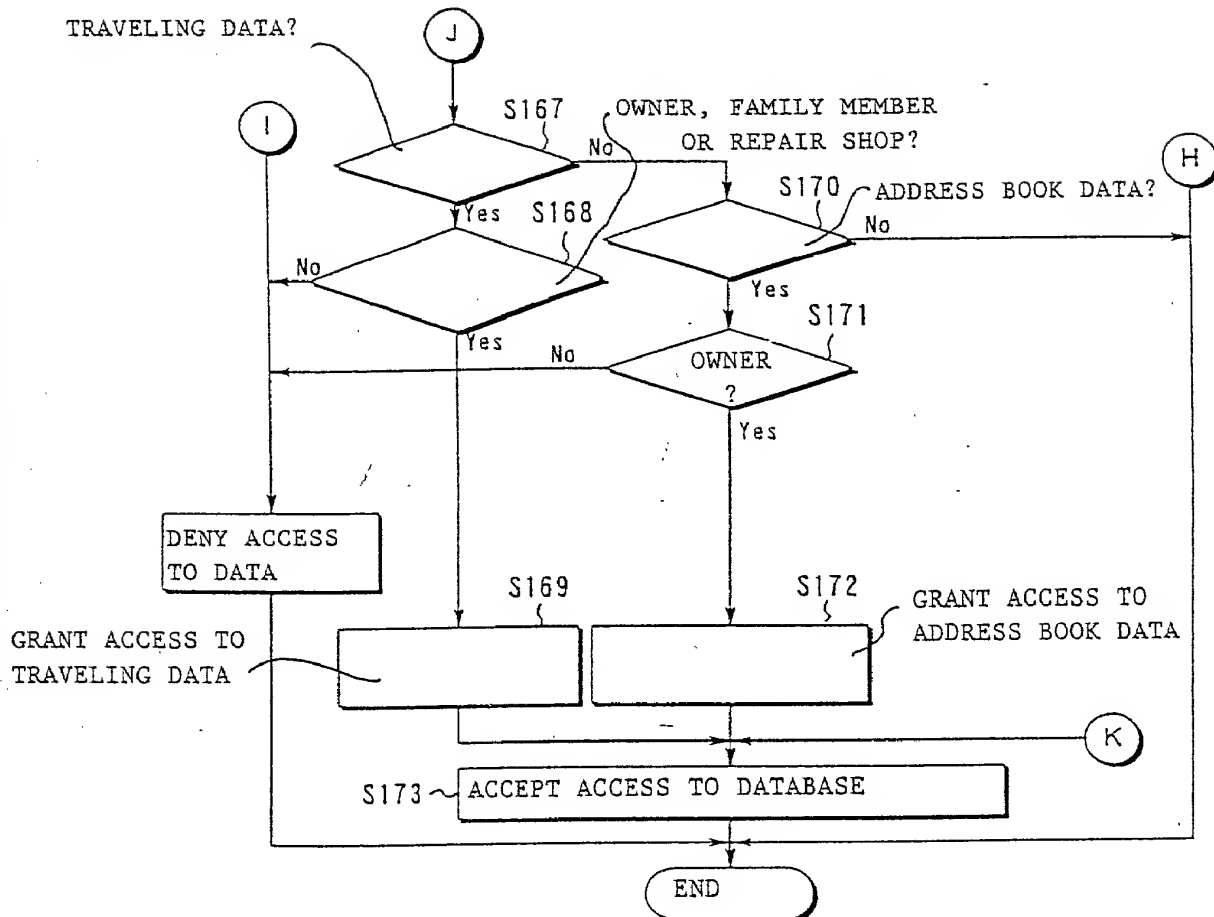 TRAVELING DATA?
J
I
S167
OWNER, FAMILY MEMBER
OR REPAIR SHOP?
H
No
Yes
S168
S170
ADDRESS BOOK DATA?
No
No
Yes
Yes
S171
No
OWNER
?
Yes
DENY ACCESS
TO DATA
S169
S172
GRANT ACCESS TO
TRAVELING DATA
GRANT ACCESS TO
ADDRESS BOOK DATA
K
S173
ACCEPT ACCESS TO DATABASE
END